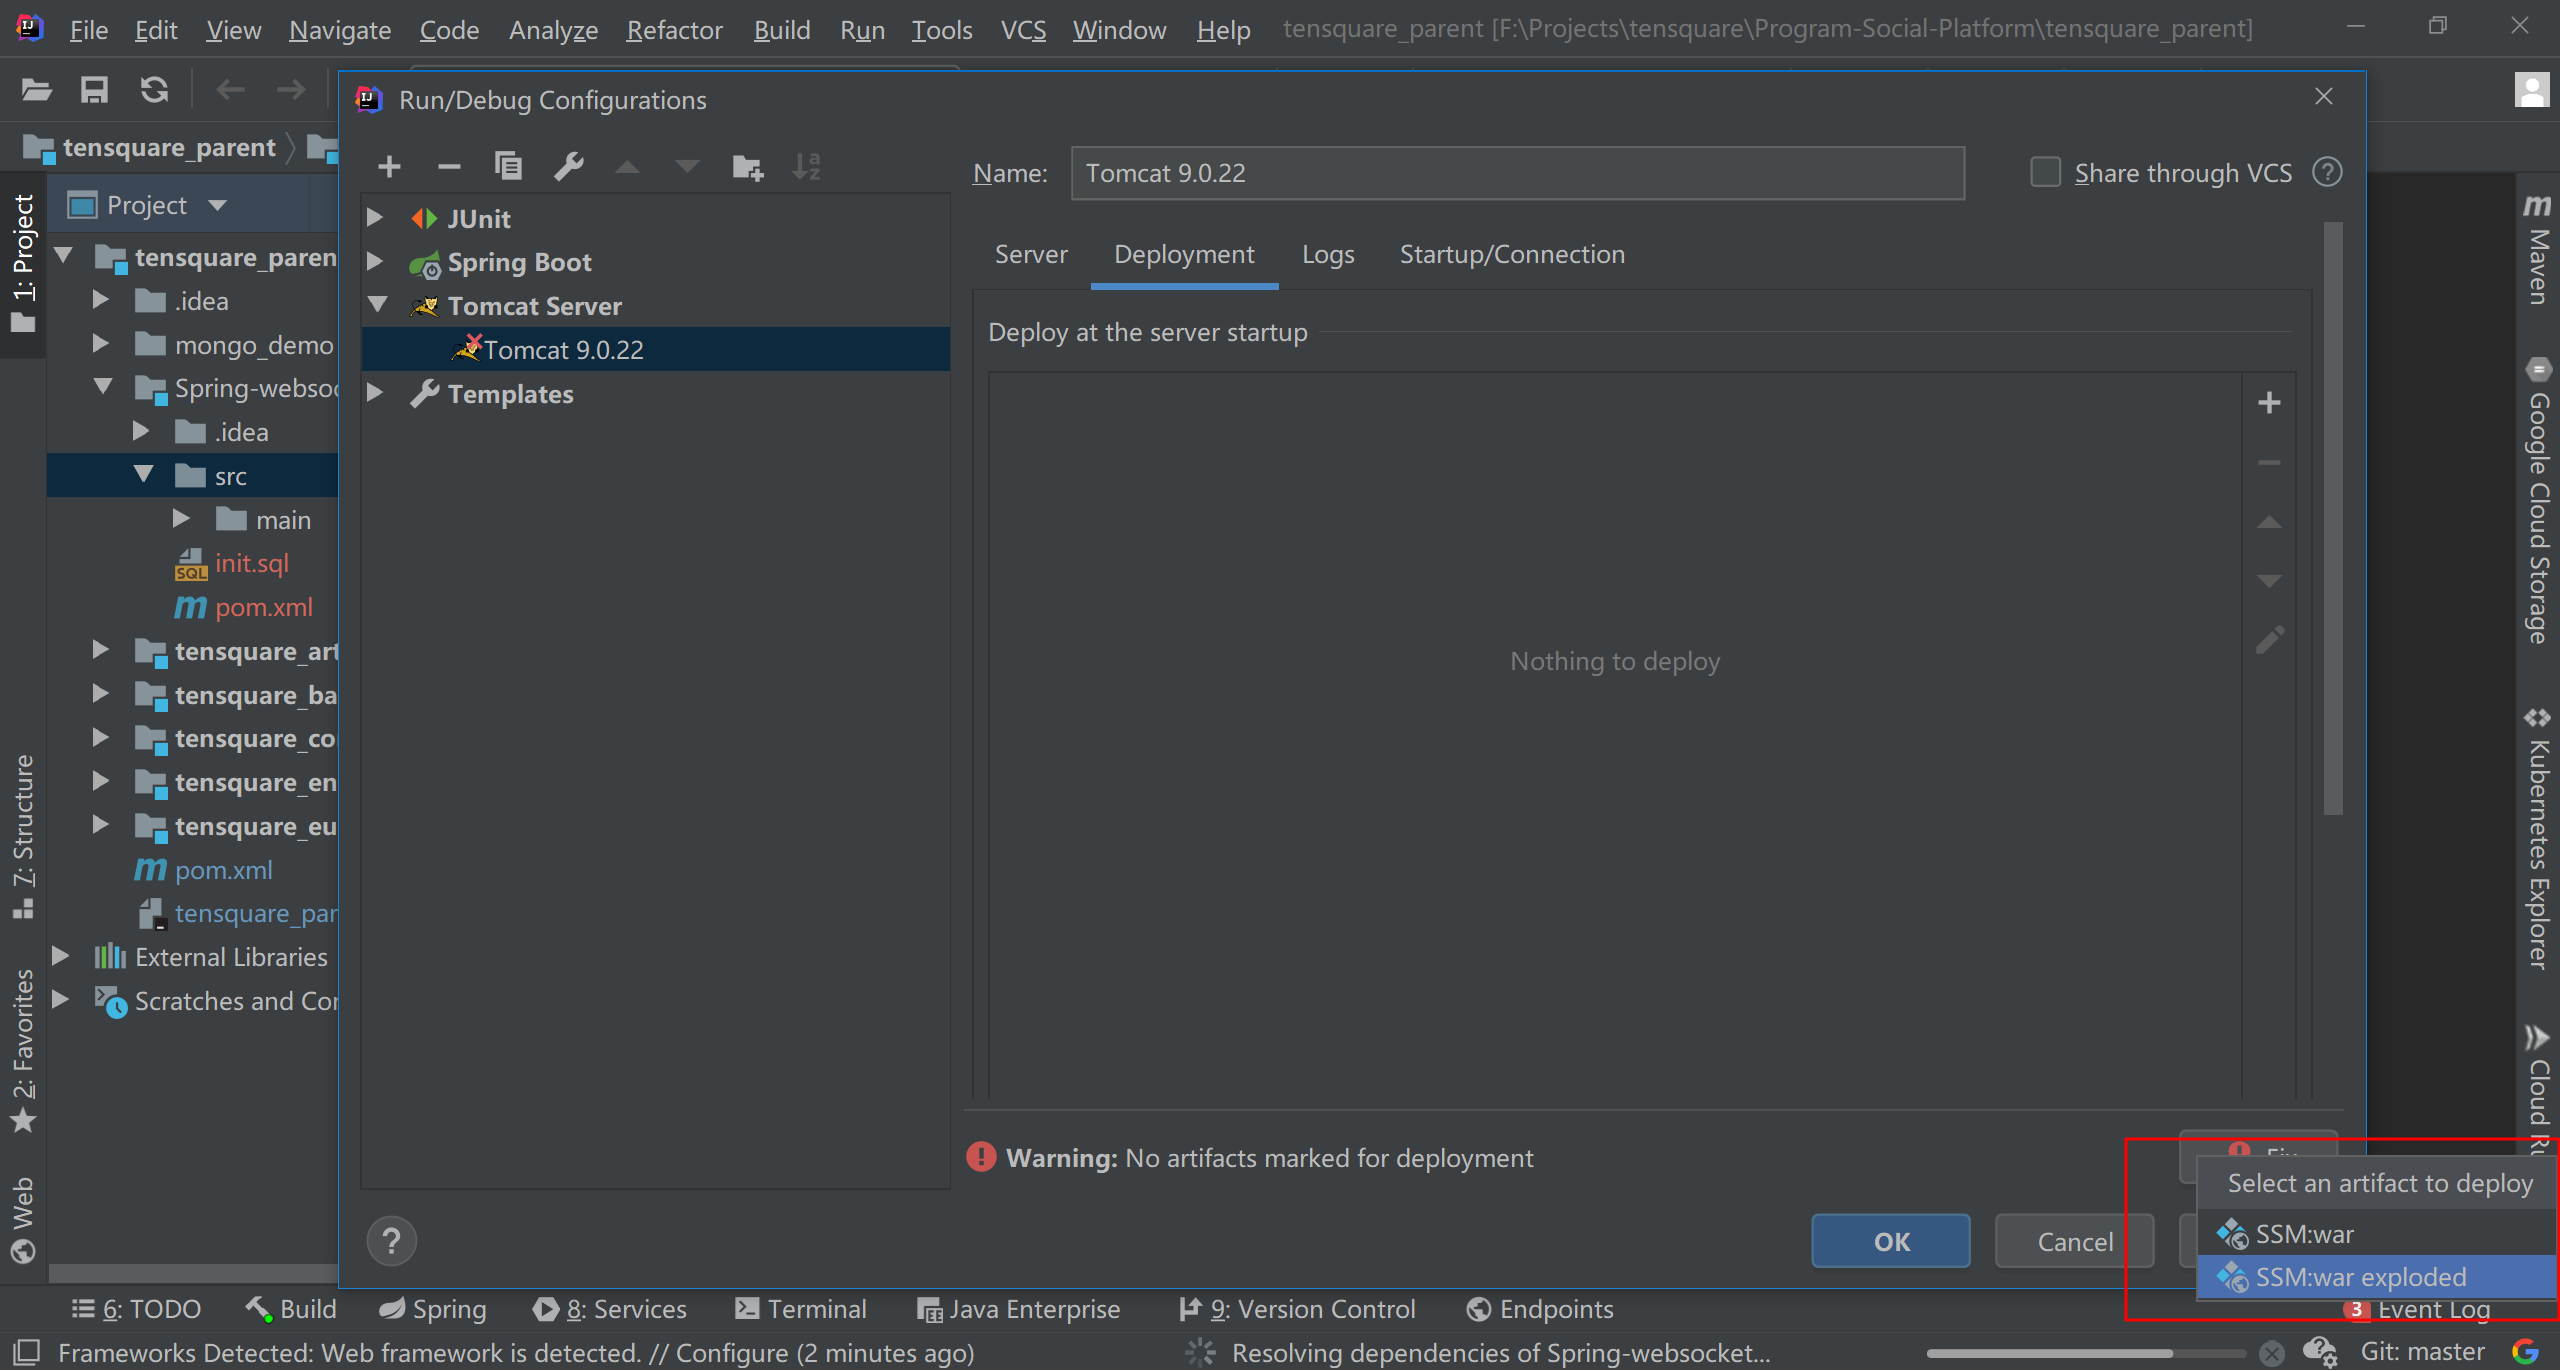 File Edit View Navigate Code Analyze Refactor Build Run Tools VCS Window Help tensquare_parent [F:\Projects\tensquare\Program-Social-Platform\tensquare_parent]
Run/Debug Configurations
tensquare_parent
Name: Tomcat 9.0.22 Share through VCS
Project
1: Project
7: Structure
2: Favorites
Web
tensquare_paren
.idea
mongo_demo
Spring-websoc
.idea
src
main
init.sql
pom.xml
tensquare_art
tensquare_ba
tensquare_co
tensquare_en
tensquare_eu
pom.xml
tensquare_par
External Libraries
Scratches and Con
JUnit
Spring Boot
Tomcat Server
Tomcat 9.0.22
Templates
Server Deployment Logs Startup/Connection
Deploy at the server startup
Nothing to deploy
Warning: No artifacts marked for deployment
Fix
OK
Cancel
Select an artifact to deploy
SSM:war
SSM:war exploded
Maven
Google Cloud Storage
Kubernetes Explorer
Cloud Ru
6: TODO Build Spring 8: Services Terminal Java Enterprise 9: Version Control Endpoints 3 Event Log
Frameworks Detected: Web framework is detected. // Configure (2 minutes ago) Resolving dependencies of Spring-websocket... Git: master